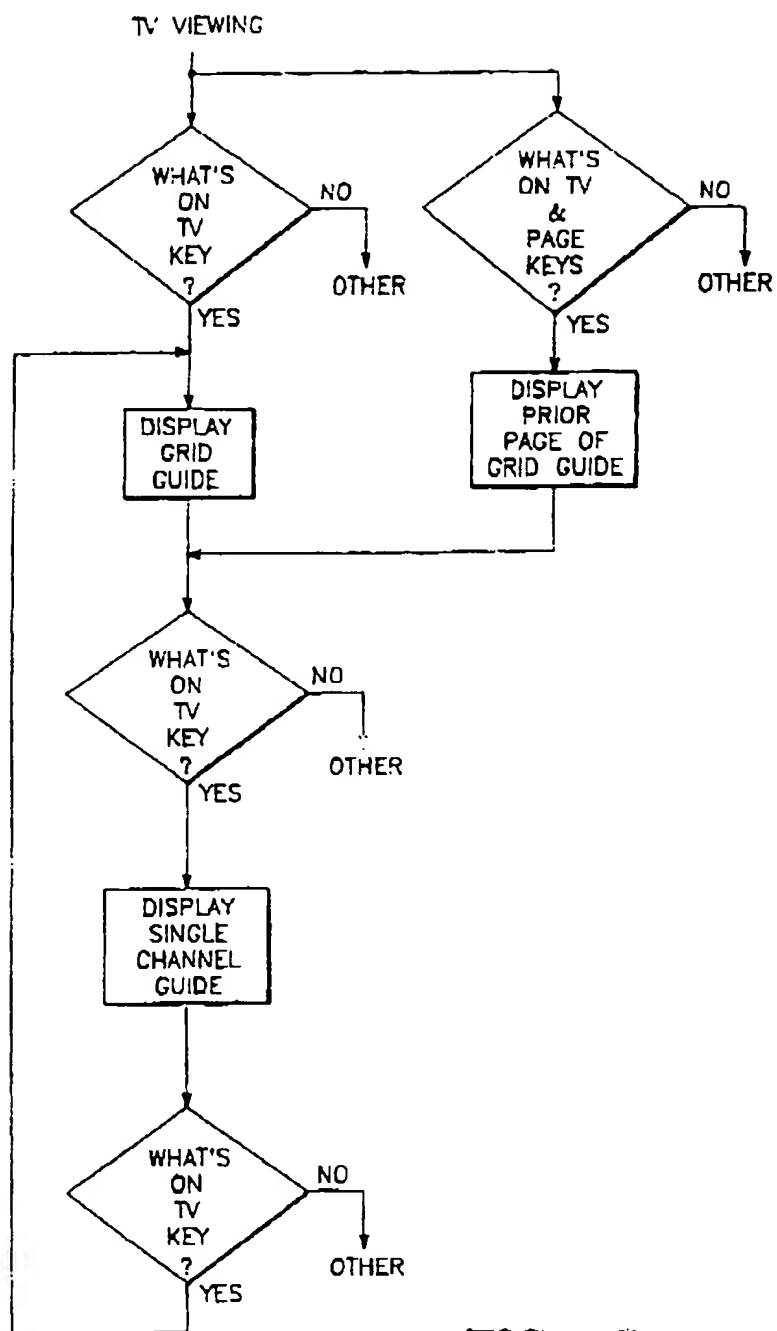 TV VIEWING
WHAT'S
ON
TV
KEY
?
NO
OTHER
YES
WHAT'S
ON TV
&
PAGE
KEYS
?
NO
OTHER
YES
DISPLAY
GRID
GUIDE
DISPLAY
PRIOR
PAGE OF
GRID GUIDE
WHAT'S
ON
TV
KEY
?
NO
OTHER
YES
DISPLAY
SINGLE
CHANNEL
GUIDE
WHAT'S
ON
TV
KEY
?
NO
OTHER
YES